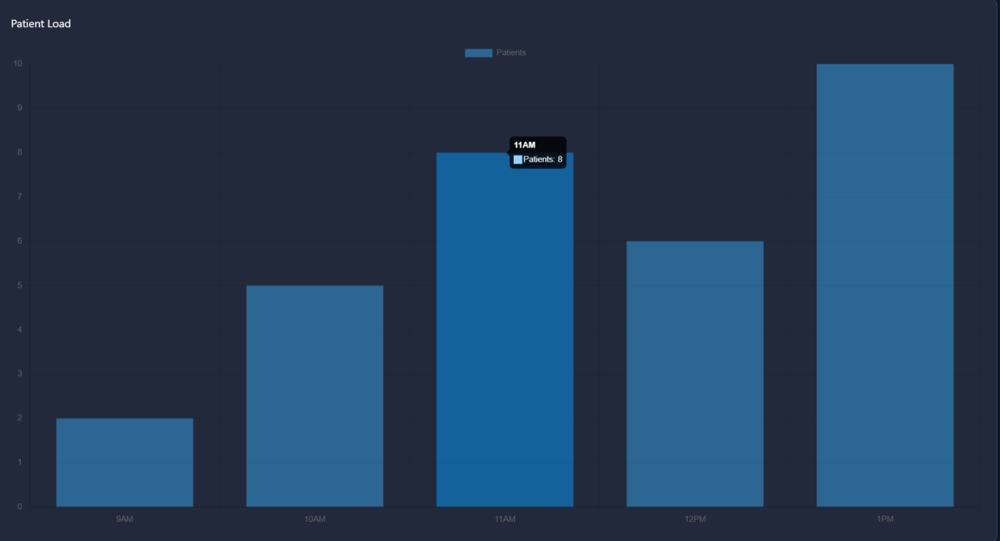 Patient Load
Patients
10
9
8
7
6
5
4
3
2
1
0
11AM
Patients: 8
9AM
10AM
11AM
12PM
1PM